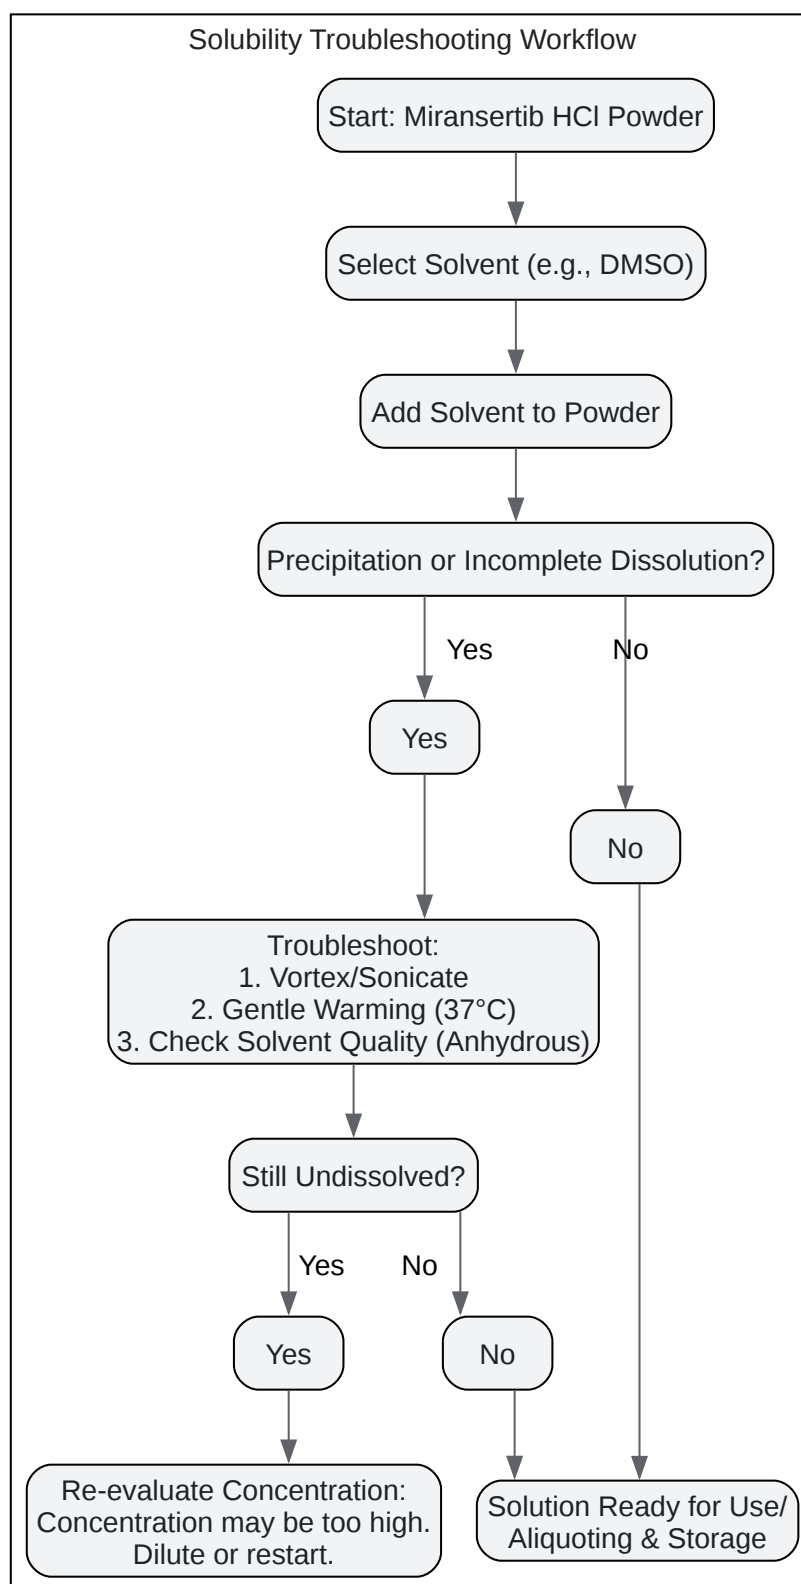 Solubility Troubleshooting Workflow
Start: Miransertib HCl Powder
Select Solvent (e.g., DMSO)
Add Solvent to Powder
Precipitation or Incomplete Dissolution?
Yes
No
Yes
No
Troubleshoot:
1. Vortex/Sonicate
2. Gentle Warming (37°C)
3. Check Solvent Quality (Anhydrous)
Still Undissolved?
Yes
No
Yes
No
Re-evaluate Concentration:
Concentration may be too high.
Dilute or restart.
Solution Ready for Use/
Aliquoting & Storage